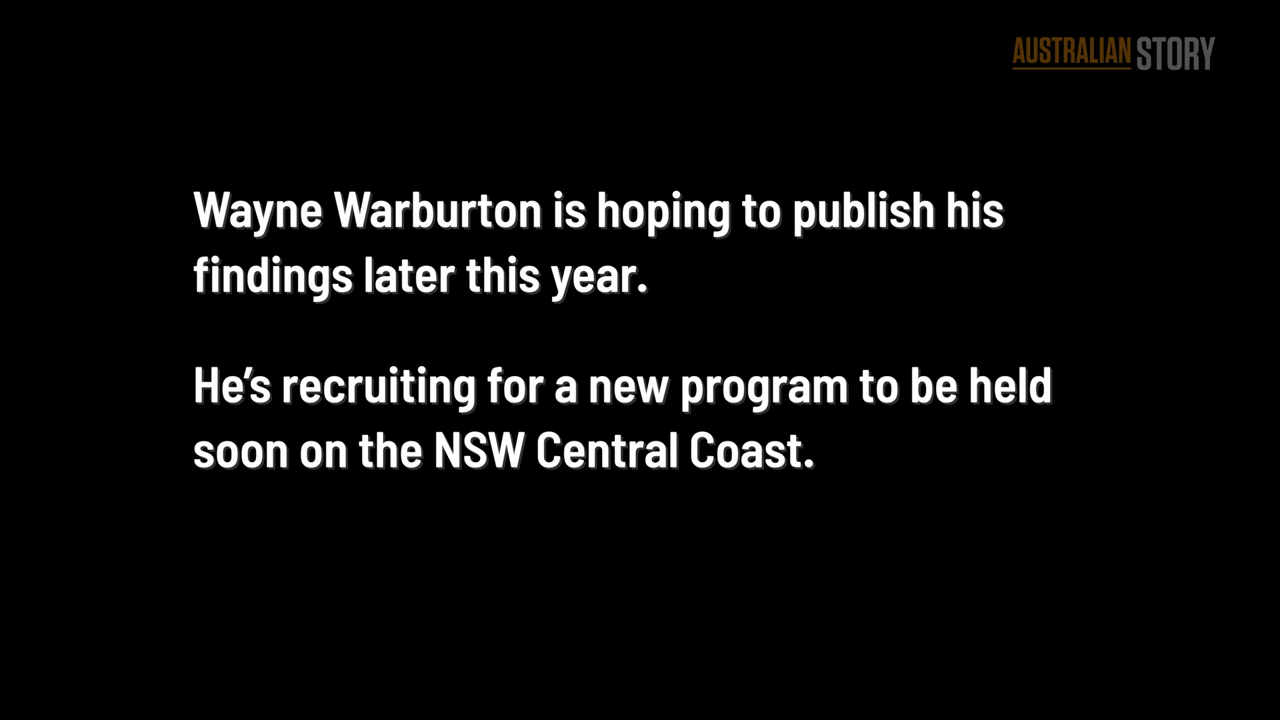 AUSTRALIAN STORY
Wayne Warburton is hoping to publish his
findings later this year.
He’s recruiting for a new program to be held
soon on the NSW Central Coast.